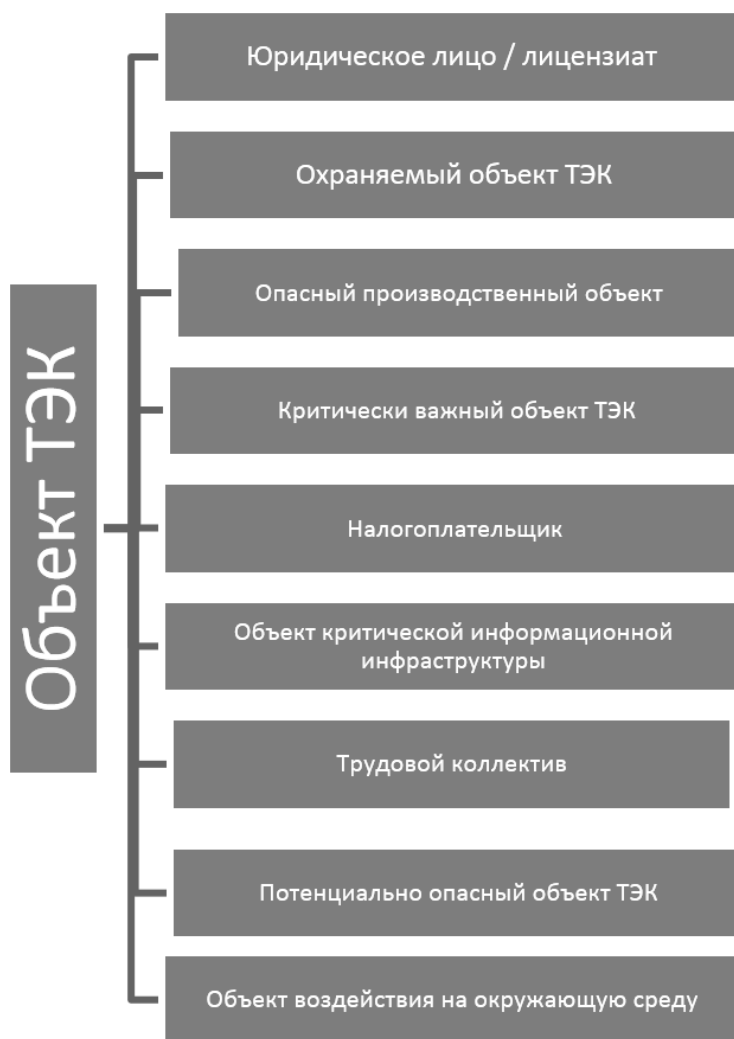 Объект ТЭК
Юридическое лицо / лицензиат
Охраняемый объект ТЭК
Опасный производственный объект
Критически важный объект ТЭК
Налогоплательщик
Объект критической информационной
инфраструктуры
Трудовой коллектив
Потенциально опасный объект ТЭК
Объект воздействия на окружающую среду